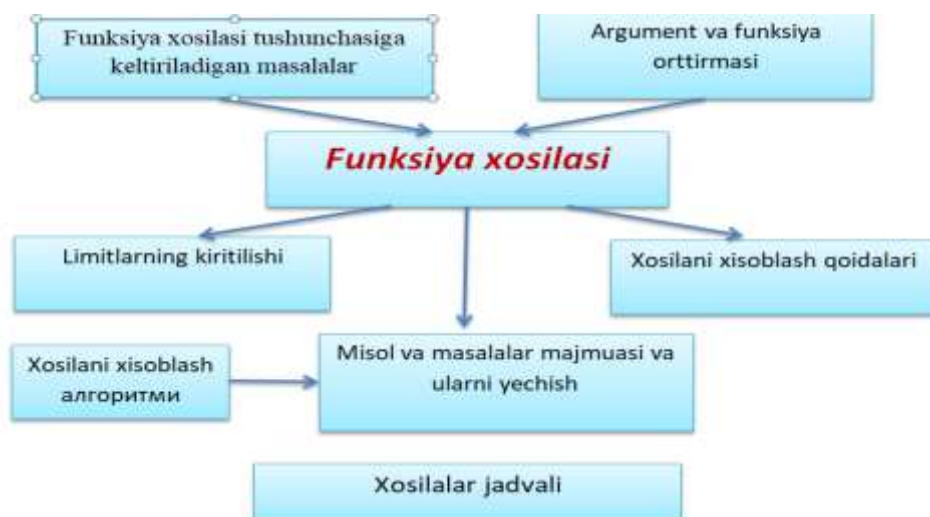 Funksiya xosilasi tushunchasiga
keltiriladigan masalalar
Argument va funksiya
orttirmasi
Funksiya xosilasi
Limitlarning kiritilishi
Xosilani xisoblash qoidalari
Xosilani xisoblash
алгоритми
Misol va masalalar majmuasi va
ularni yechish
Xosilalar jadvali